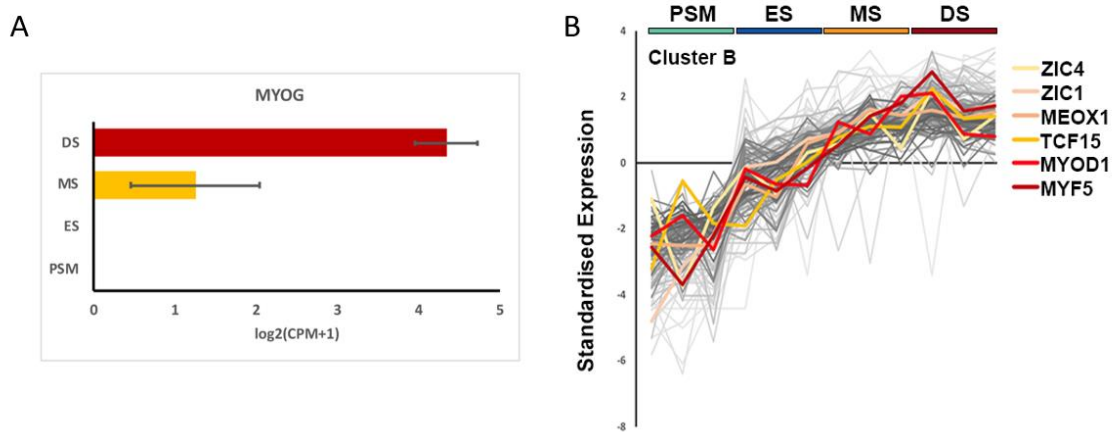 A
MYOG
DS
MS
ES
PSM
0 1 2 3 4 5
log2(CPM+1)
B
PSM ES MS DS
Cluster B
4
2
0
-2
-4
-6
-8
Standardised Expression
ZIC4
ZIC1
MEOX1
TCF15
MYOD1
MYF5